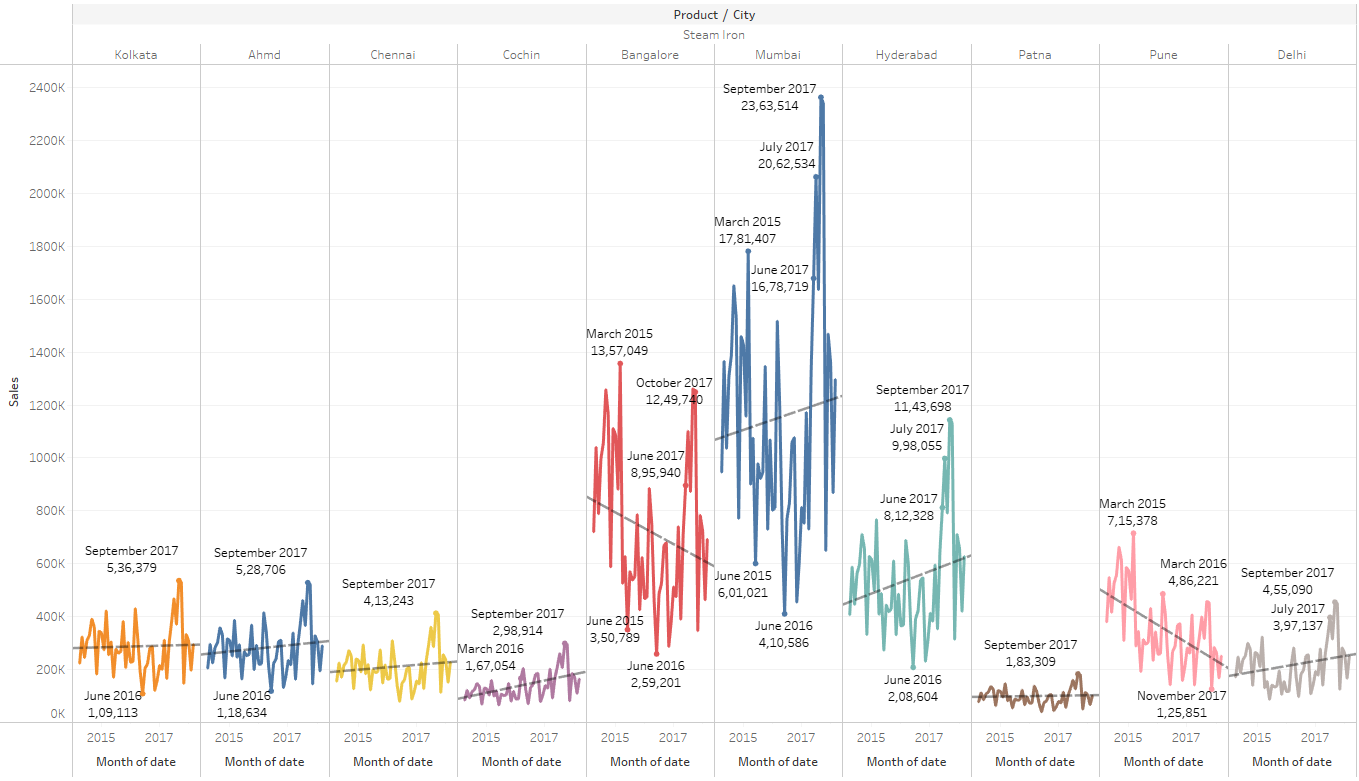 Product / City
Steam Iron
Kolkata
Ahmd
Chennai
Cochin
Bangalore
Mumbai
Hyderabad
Patna
Pune
Delhi
Sales
2400K
2200K
2000K
1800K
1600K
1400K
1200K
1000K
800K
600K
400K
200K
0K
September 2017
5,36,379
June 2016
1,09,113
September 2017
5,28,706
June 2016
1,18,634
September 2017
4,13,243
September 2017
2,98,914
March 2016
1,67,054
March 2015
13,57,049
October 2017
12,49,740
June 2017
8,95,940
June 2015
3,50,789
June 2016
2,59,201
September 2017
23,63,514
July 2017
20,62,534
March 2015
17,81,407
June 2017
16,78,719
June 2015
6,01,021
June 2016
4,10,586
September 2017
11,43,698
July 2017
9,98,055
June 2017
8,12,328
June 2016
2,08,604
September 2017
1,83,309
March 2015
7,15,378
March 2016
4,86,221
November 2017
1,25,851
September 2017
4,55,090
July 2017
3,97,137
2015 2017
2015 2017
2015 2017
2015 2017
2015 2017
2015 2017
2015 2017
2015 2017
2015 2017
2015 2017
Month of date
Month of date
Month of date
Month of date
Month of date
Month of date
Month of date
Month of date
Month of date
Month of date